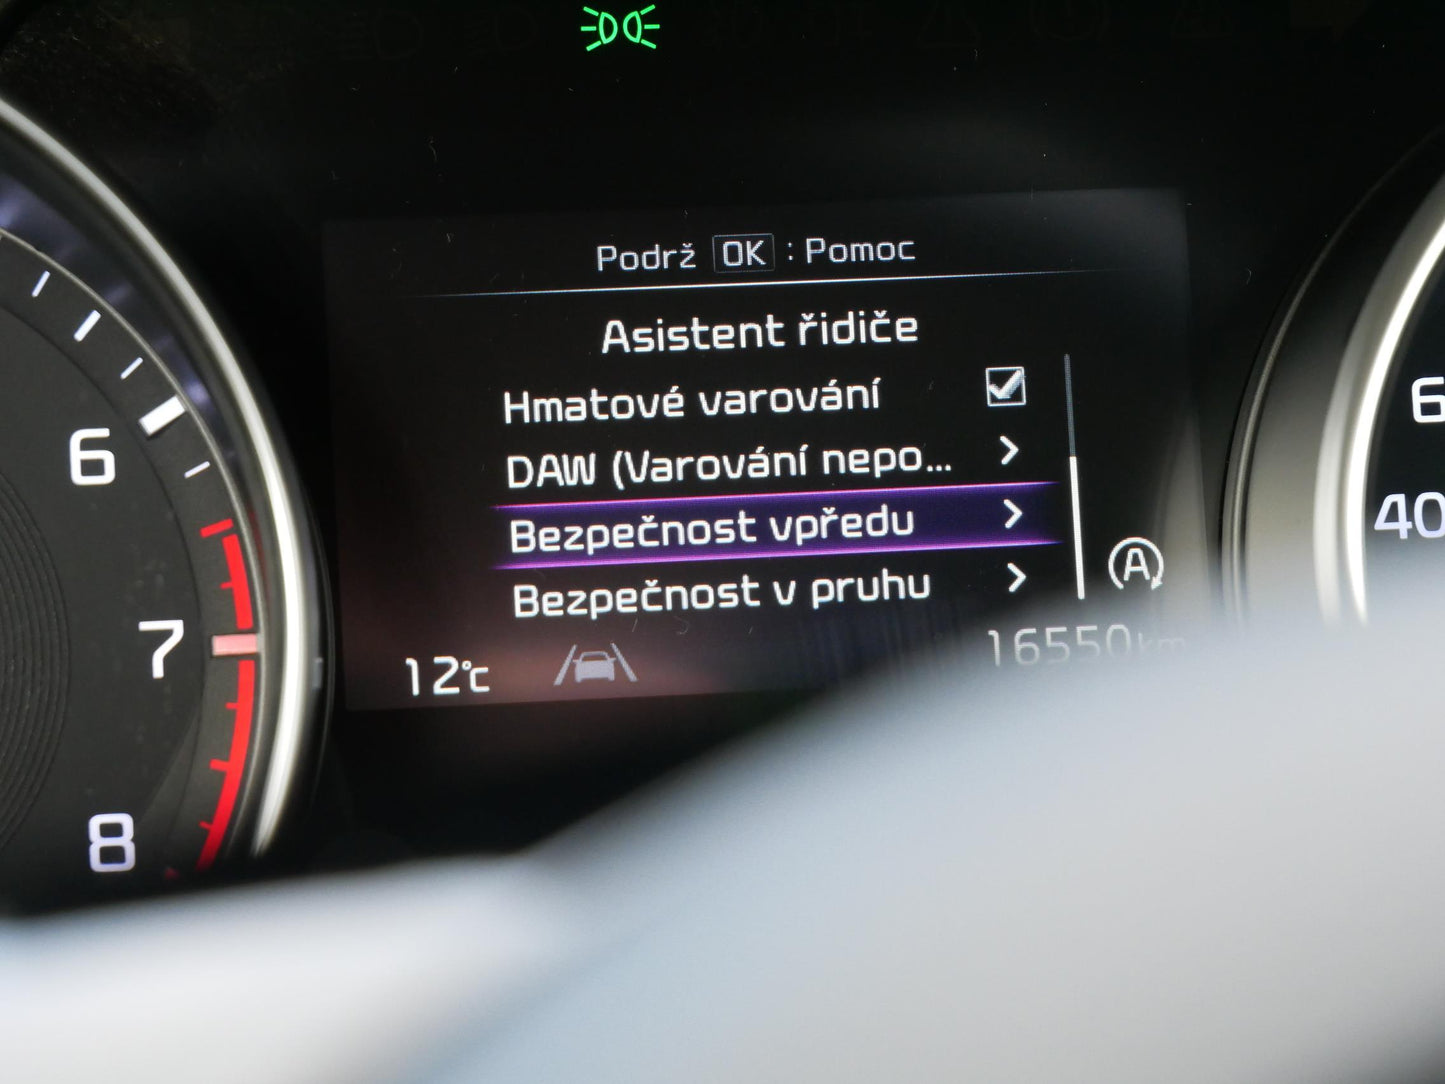 Podrž OK : Pomoc
Asistent řidiče
Hmatové varování
DAW (Varování nepo...
Bezpečnost vpředu
Bezpečnost v pruhu
A
12°C
16550km
6
7
8
6
40